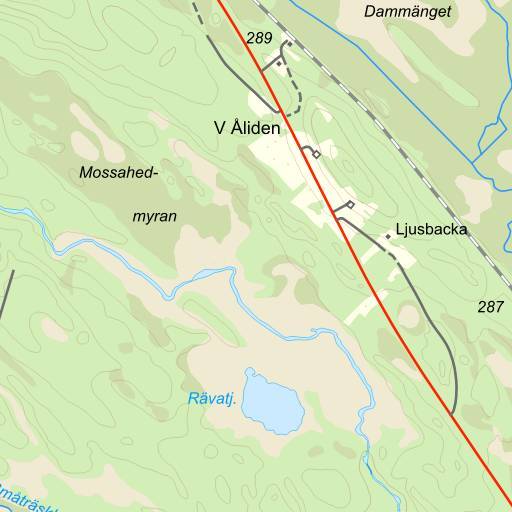 Dammänget
289
V Åliden
Mossahed-
myran
Ljusbacka
287
Rävatj.